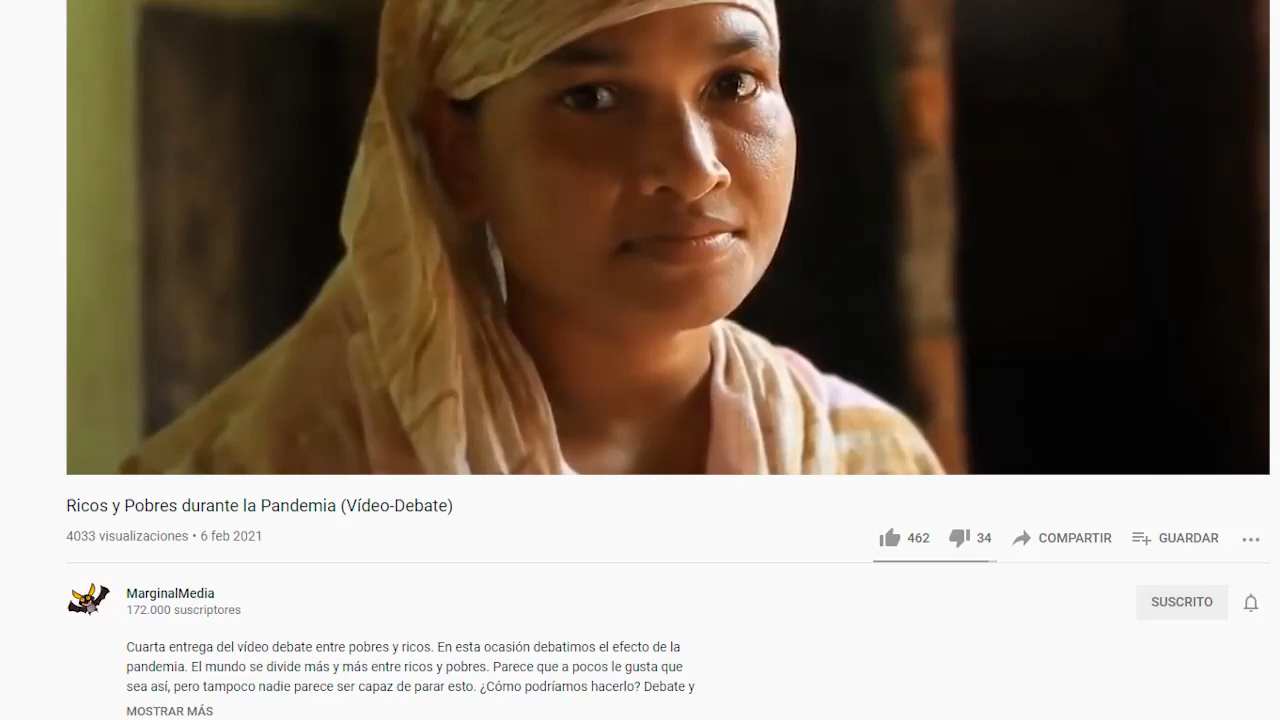 Ricos y Pobres durante la Pandemia (Vídeo-Debate)
4033 visualizaciones • 6 feb 2021
462 34 COMPARTIR GUARDAR
MarginalMedia
172.000 suscriptores
SUSCRITO
Cuarta entrega del vídeo debate entre pobres y ricos. En esta ocasión debatimos el efecto de la
pandemia. El mundo se divide más y más entre ricos y pobres. Parece que a pocos le gusta que
sea así, pero tampoco nadie parece ser capaz de parar esto. ¿Cómo podríamos hacerlo? Debate y
MOSTRAR MÁS